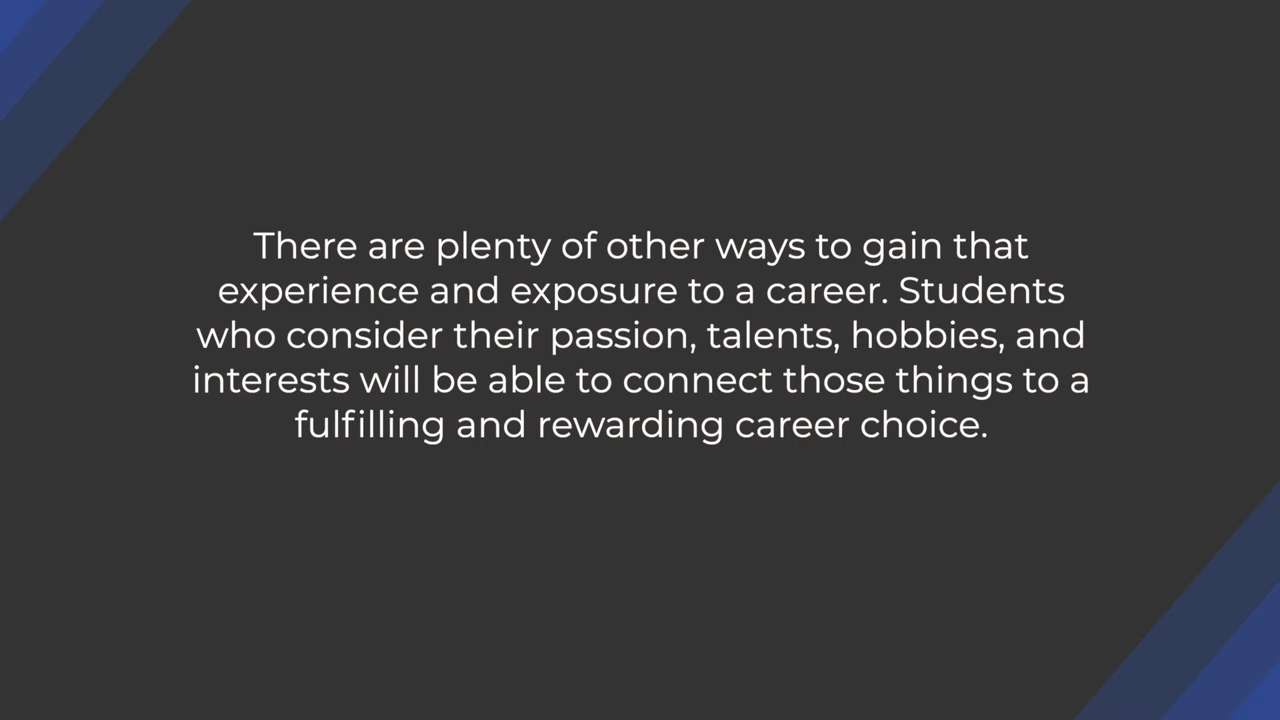 There are plenty of other ways to gain that
experience and exposure to a career. Students
who consider their passion, talents, hobbies, and
interests will be able to connect those things to a
fulfilling and rewarding career choice.